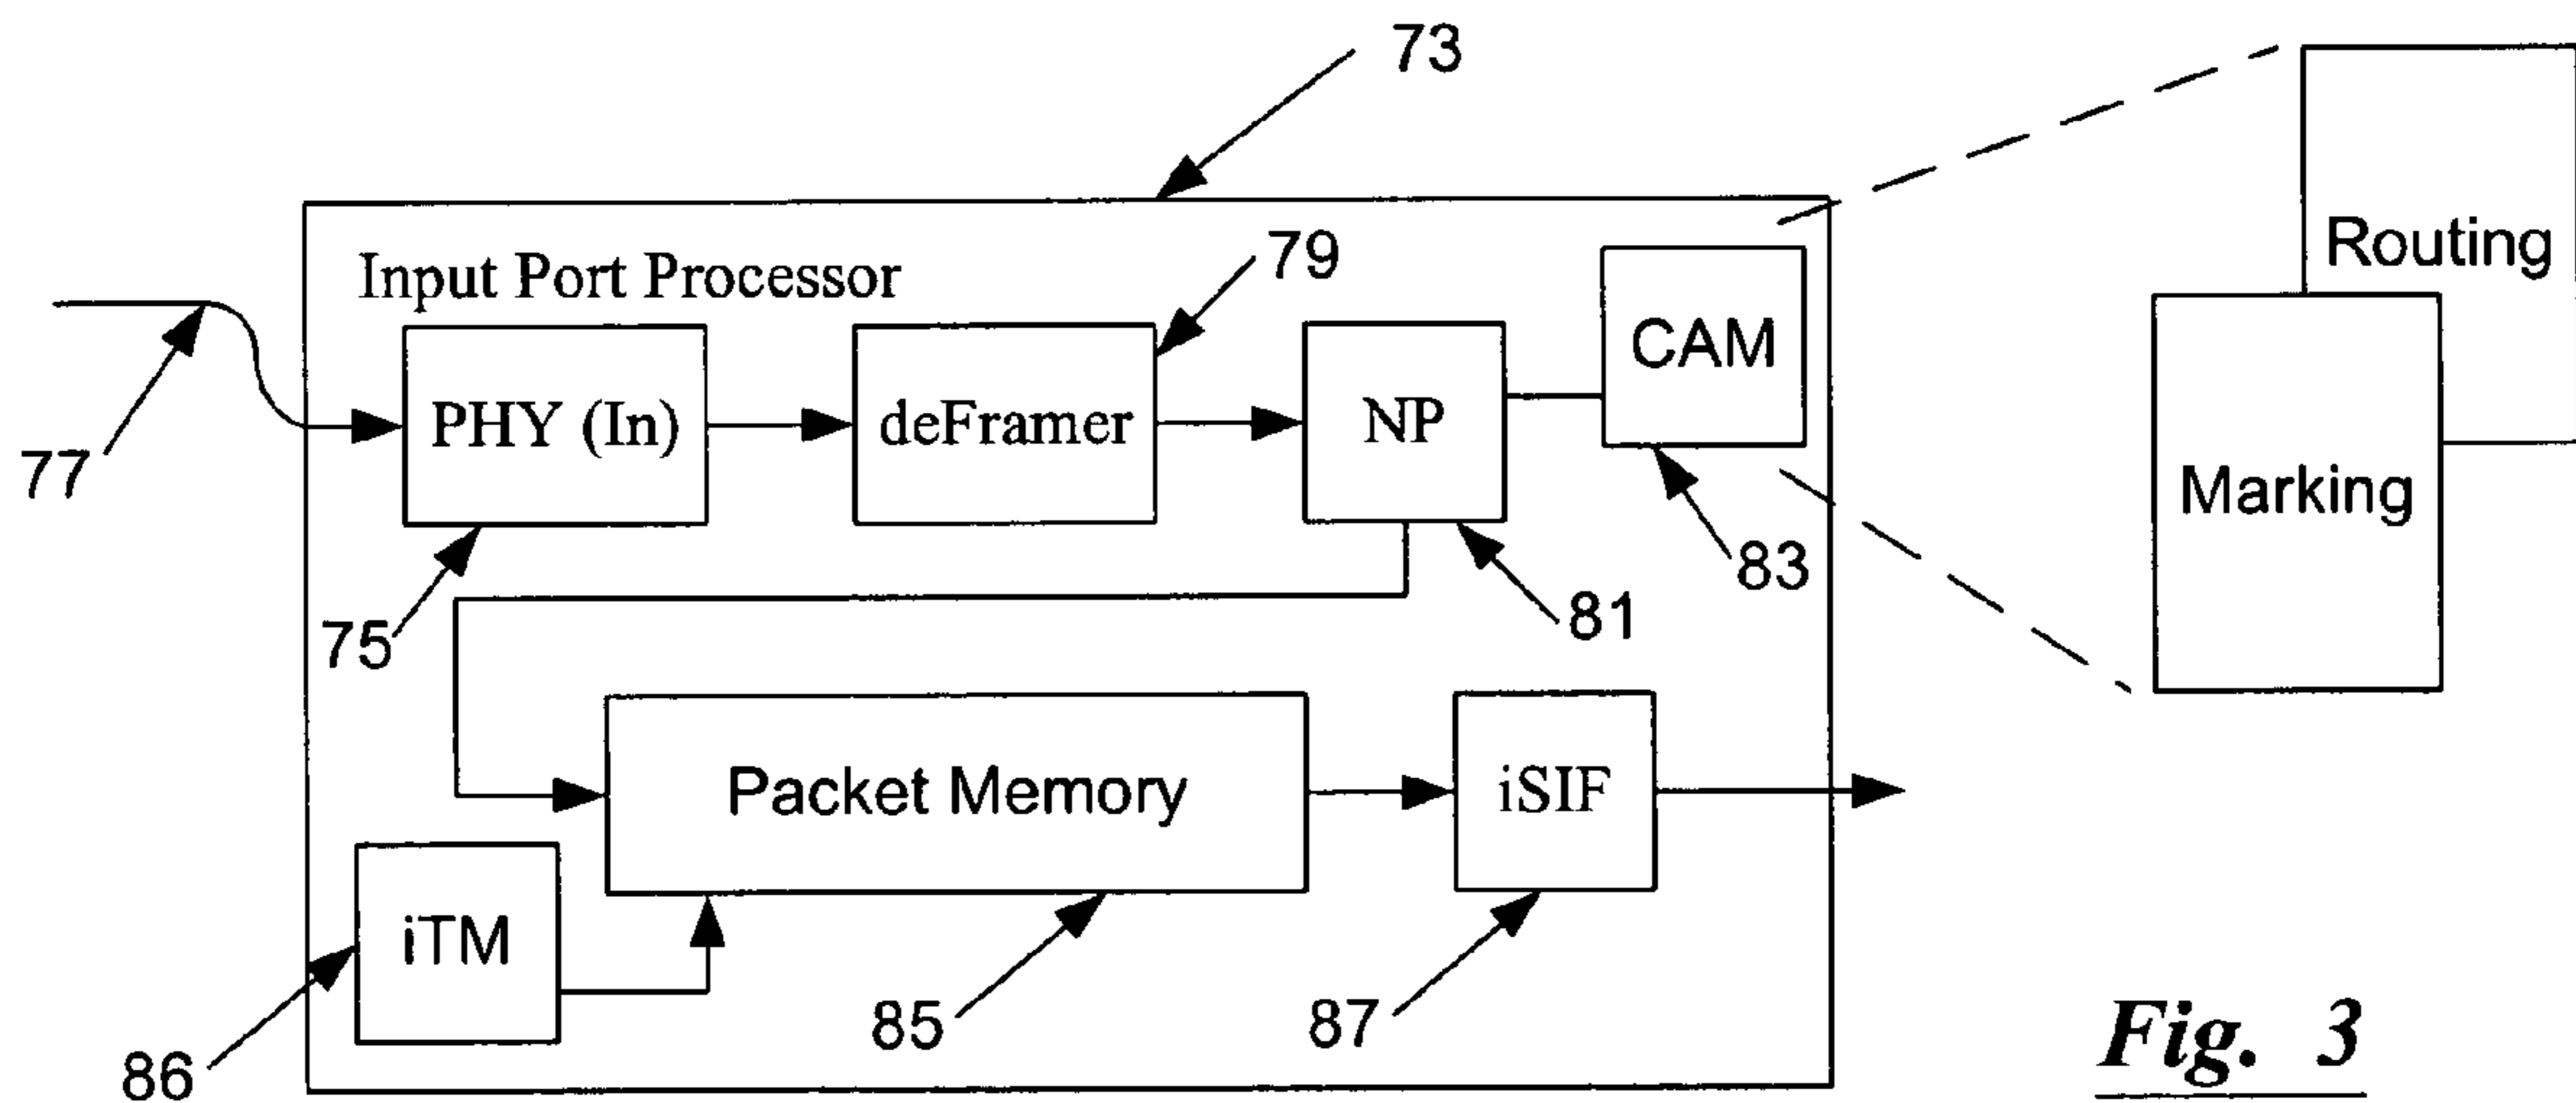 73
Routing
Input Port Processor
79
CAM
PHY (In)
deFramer
NP
77
Marking
83
75
81
Packet Memory
iSIF
iTM
85
87
86
Fig. 3